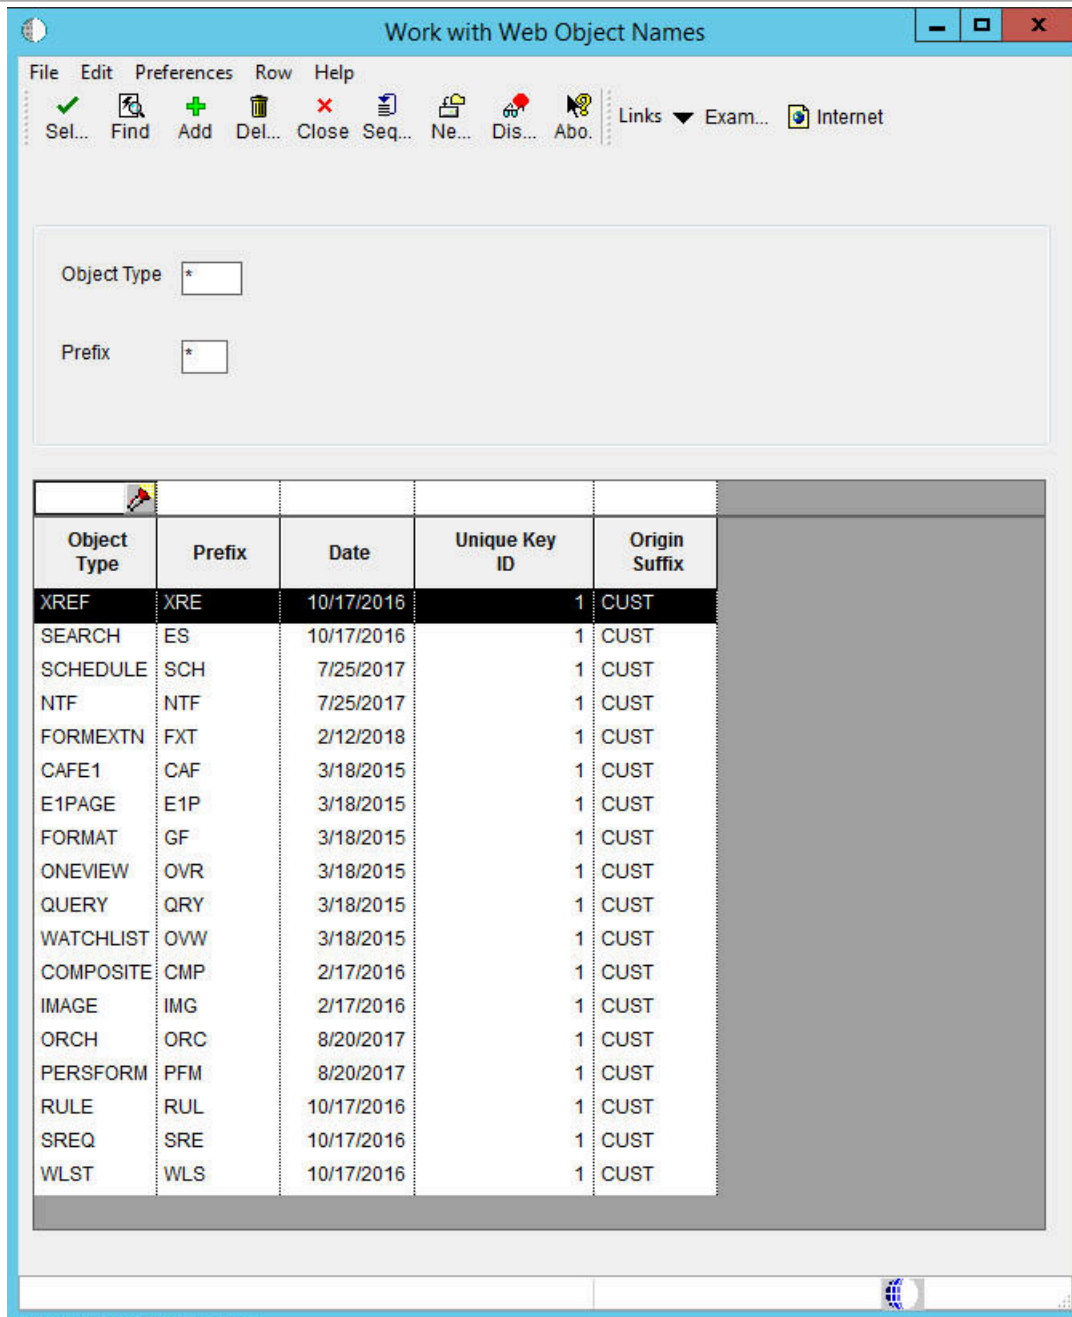 Work with Web Object Names
File Edit Preferences Row Help
Sel... Find Add Del... Close Seq... Ne... Dis... Abo. Links Exam... Internet
Object Type *
Prefix *
Object Type Prefix Date Unique Key ID Origin Suffix
XREF XRE 10/17/2016 1 CUST
SEARCH ES 10/17/2016 1 CUST
SCHEDULE SCH 7/25/2017 1 CUST
NTF NTF 7/25/2017 1 CUST
FORMEXTN FXT 2/12/2018 1 CUST
CAFE1 CAF 3/18/2015 1 CUST
E1PAGE E1P 3/18/2015 1 CUST
FORMAT GF 3/18/2015 1 CUST
ONEVIEW OVR 3/18/2015 1 CUST
QUERY QRY 3/18/2015 1 CUST
WATCHLIST OVW 3/18/2015 1 CUST
COMPOSITE CMP 2/17/2016 1 CUST
IMAGE IMG 2/17/2016 1 CUST
ORCH ORC 8/20/2017 1 CUST
PERSFORM PFM 8/20/2017 1 CUST
RULE RUL 10/17/2016 1 CUST
SREQ SRE 10/17/2016 1 CUST
WLST WLS 10/17/2016 1 CUST